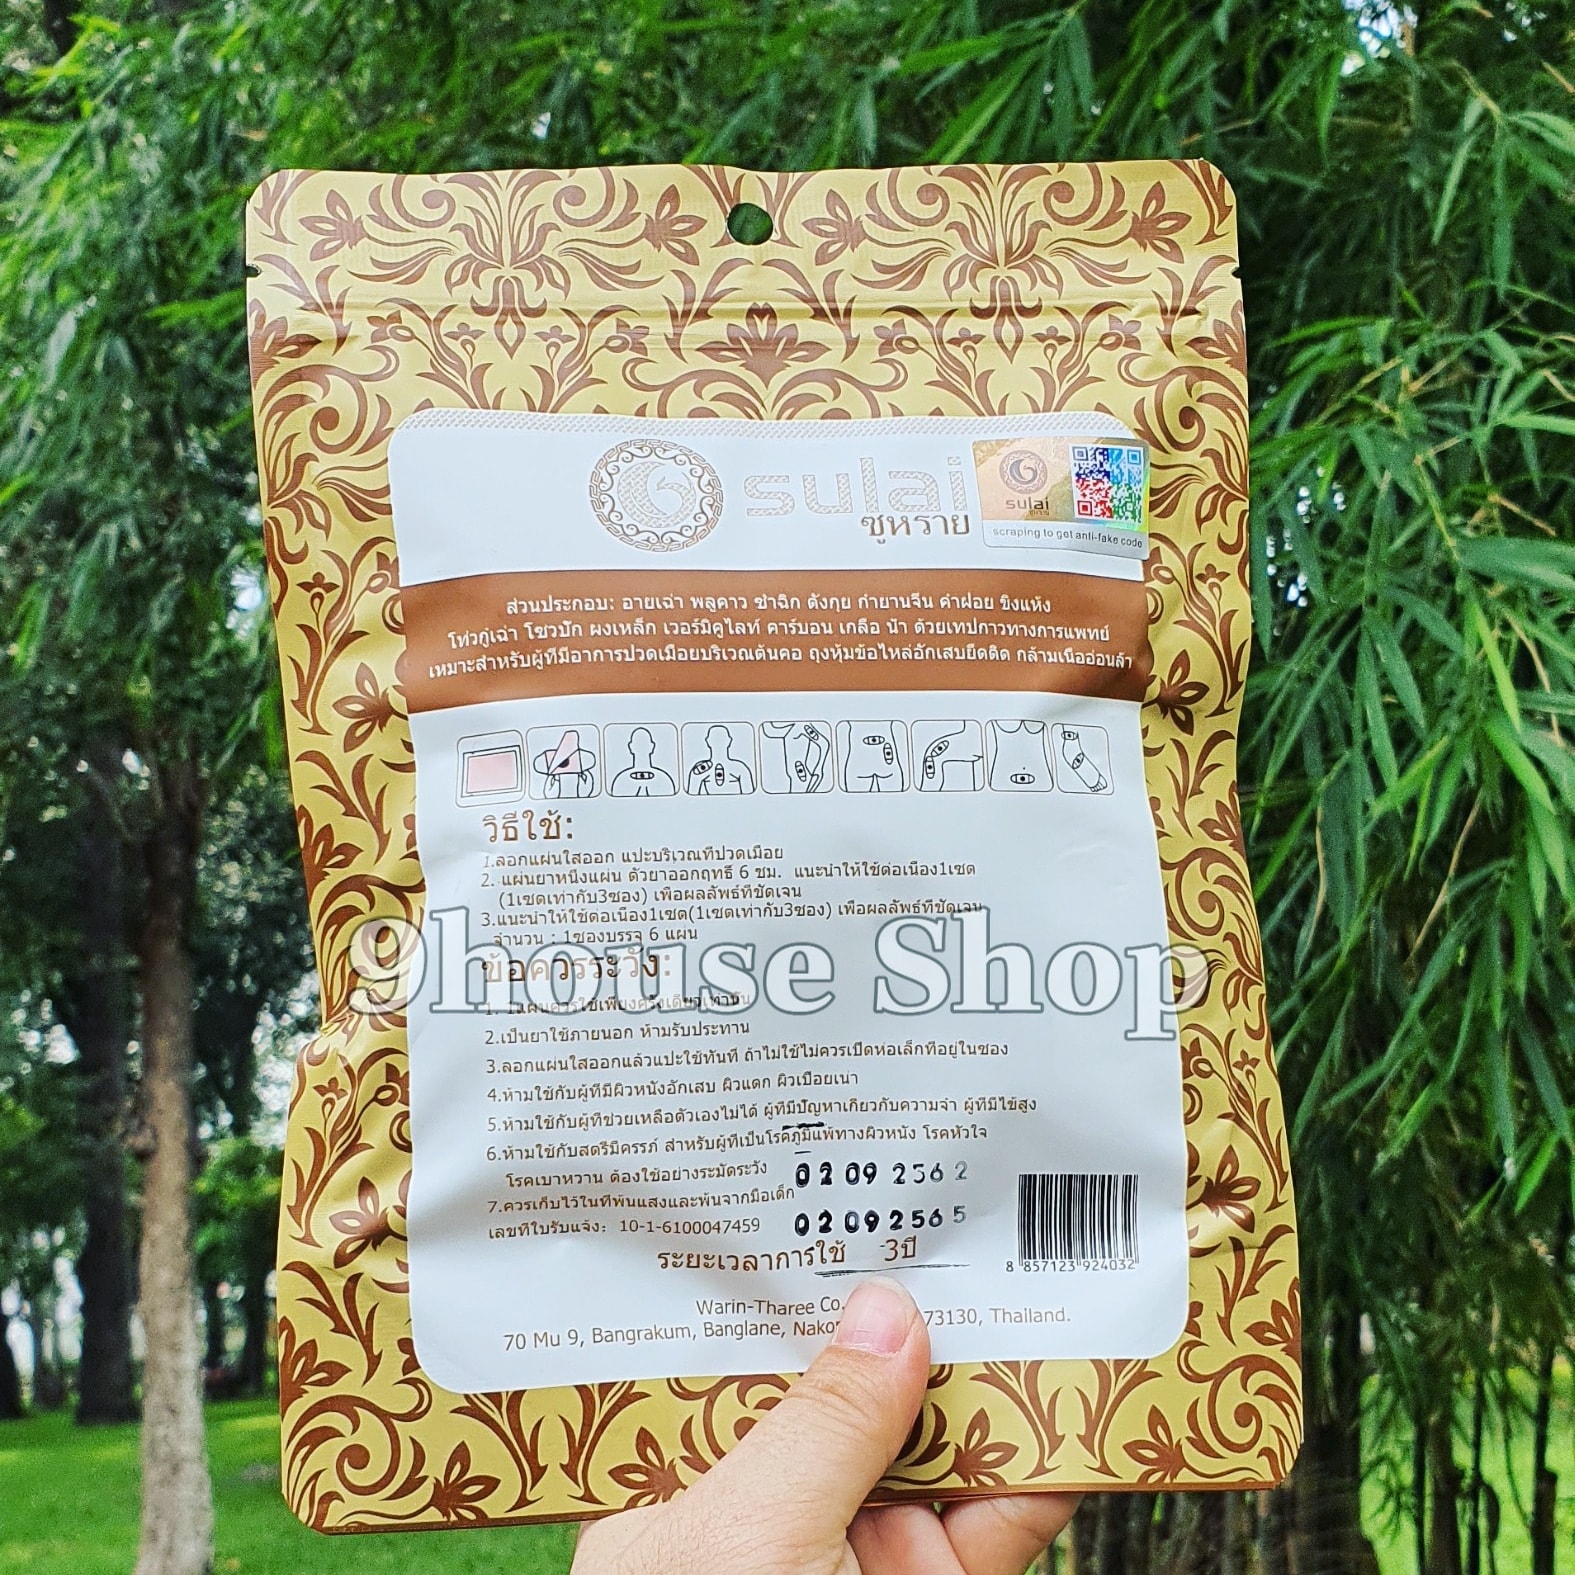 sulai
ซูหราย
sulai
scraping to get anti-fake code
ส่วนประกอบ: อายเฉ่า พลูคาว ชำฉิก ตังกุย กำยานจีน คำฝอย ขิงแห้ง
โท่วกู่เฉ่า โชวปัก ผงเหล็ก เวอร์มิคูไลท์ คาร์บอน เกลือ น้ำ ด้วยเทปกาวทางการแพทย์
เหมาะสำหรับผู้ที่มีอาการปวดเมื่อยบริเวณต้นคอ ถุงหุ้มข้อไหล่อักเสบยึดติด กล้ามเนื้ออ่อนล้า
วิธีใช้:
1.ลอกแผ่นใสออก แปะบริเวณที่ปวดเมื่อย
2. แผ่นยาหนึ่งแผ่น ตัวยาออกฤทธิ์ 6 ชม. แนะนำให้ใช้ต่อเนื่อง1เซต
(1เซตเท่ากับ3ซอง) เพื่อผลลัพธ์ที่ชัดเจน
3.แนะนำให้ใช้ต่อเนื่อง1เซต(1เซตเท่ากับ3ซอง) เพื่อผลลัพธ์ที่ชัดเจน
จำนวน : 1ซองบรรจุ 6 แผ่น
9house Shop
ข้อควรระวัง:
1. 1แผ่นควรใช้เพียงครั้งเดียวเท่านั้น
2.เป็นยาใช้ภายนอก ห้ามรับประทาน
3.ลอกแผ่นใสออกแล้วแปะใช้ทันที ถ้าไม่ใช้ไม่ควรเปิดห่อเล็กที่อยู่ในซอง
4.ห้ามใช้กับผู้ที่มีผิวหนังอักเสบ ผิวแตก ผิวเปื่อยเน่า
5.ห้ามใช้กับผู้ที่ช่วยเหลือตัวเองไม่ได้ ผู้ที่มีปัญหาเกี่ยวกับความจำ ผู้ที่มีไข้สูง
6.ห้ามใช้กับสตรีมีครรภ์ สำหรับผู้ที่เป็นโรคภูมิแพ้ทางผิวหนัง โรคหัวใจ
โรคเบาหวาน ต้องใช้อย่างระมัดระวัง
02 09 2562
7.ควรเก็บไว้ในที่พ้นแสงและพ้นจากมือเด็ก
เลขที่ใบรับแจ้ง: 10-1-6100047459
02 09 2565
ระยะเวลาการใช้ 3ปี
8 857123 924032
Warin-Tharee Co.
70 Mu 9, Bangrakum, Banglane, 73130, Thailand.